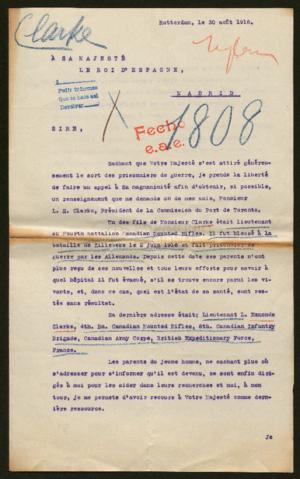 Clarke
Rotterdam, le 30 août 1916.
À SA MAJESTÉ
LE ROI D'ESPAGNE,
MADRID
SIRE,
X
Fecho
e.a.e.
1808
Sachant que Votre Majesté s'est attiré généreu-
sement le sort des prisonniers de guerre, je prends la liberté
de faire un appel à Sa magnanimité afin d'obtenir, si possible,
un renseignement que me demande un de mes amis, Monsieur
L. H. Clarke, Président de la Commission du Port de Toronto.
Un des fils de Monsieur Clarke était lieutenant
au Fourth battalion Canadian Mounted Rifles. Il fut blessé à la
bataille de Zillebeke le 2 juin 1916 et fait prisonnier de
guerre par les Allemands. Depuis cette date ses parents n'ont
plus reçu de ses nouvelles et tous leurs efforts pour savoir à
quel hôpital il fut évacué, s'il se trouve encore parmi les vi-
vants, et dans ce cas, quel est l'état de sa santé, sont res-
tés sans résultat.
Sa dernière adresse était: Lieutenant L. Esmonde
Clarke, 4th. Bn. Canadian Mounted Rifles, 8th. Canadian Infantry
Brigade, Canadian Army Corps, British Expeditionary Force,
France.
Les parents du jeune homme, ne sachant plus où
s'adresser pour s'informer qu'il est devenu, se sont enfin diri-
gés à moi pour les aider dans leurs recherches et moi, à mon
tour, je me permets d'avoir recours à Votre Majesté comme der-
nière ressource.
Je